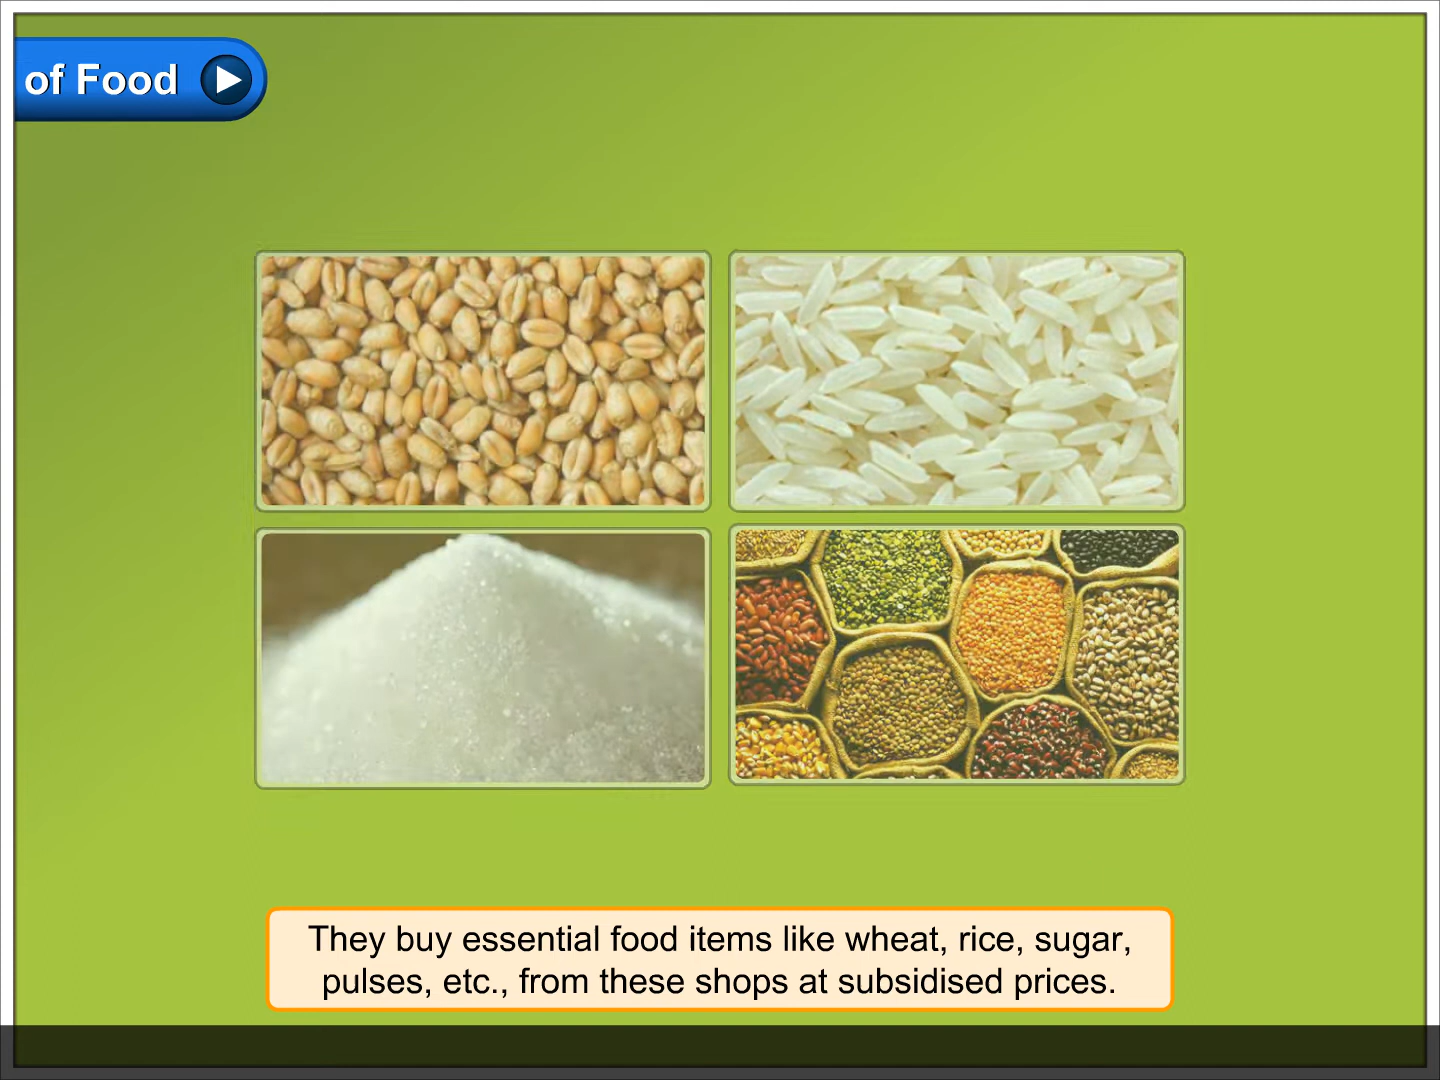 of Food
They buy essential food items like wheat, rice, sugar,
pulses, etc., from these shops at subsidised prices.